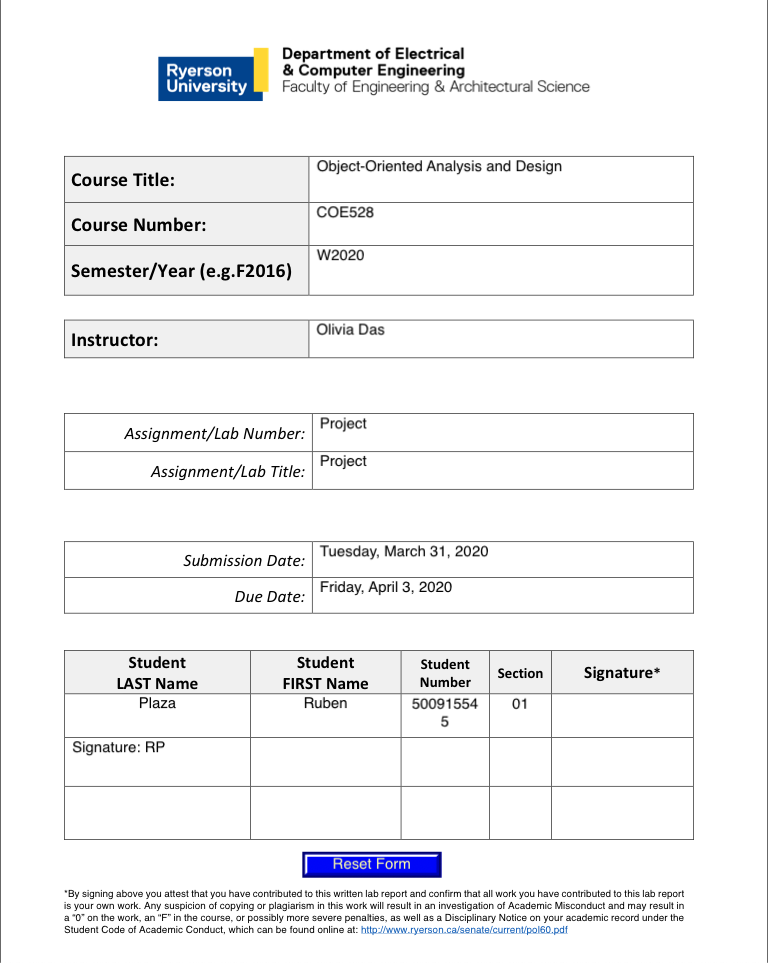 Ryerson
University
Department of Electrical
& Computer Engineering
Faculty of Engineering & Architectural Science
Course Title: Object-Oriented Analysis and Design
Course Number: COE528
Semester/Year (e.g.F2016) W2020
Instructor: Olivia Das
Assignment/Lab Number: Project
Assignment/Lab Title: Project
Submission Date: Tuesday, March 31, 2020
Due Date: Friday, April 3, 2020
Student LAST Name Student FIRST Name Student Number Section Signature*
Plaza Ruben 500915545 01
Signature: RP
Reset Form
*By signing above you attest that you have contributed to this written lab report and confirm that all work you have contributed to this lab report
is your own work. Any suspicion of copying or plagiarism in this work will result in an investigation of Academic Misconduct and may result in
a “0” on the work, an “F” in the course, or possibly more severe penalties, as well as a Disciplinary Notice on your academic record under the
Student Code of Academic Conduct, which can be found online at: http://www.ryerson.ca/senate/current/pol60.pdf